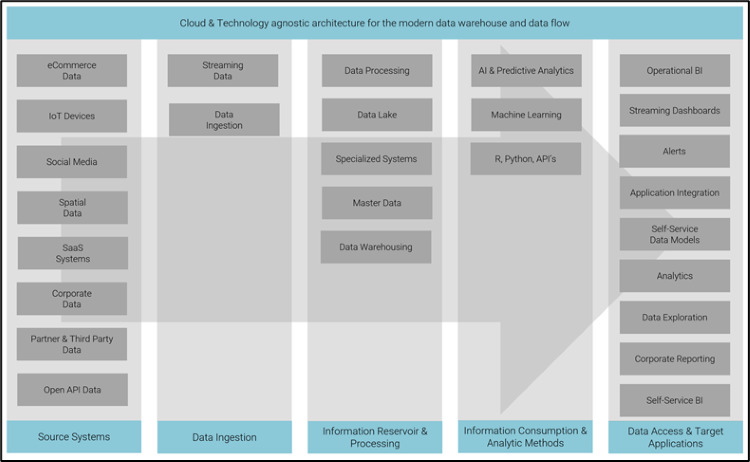 Cloud & Technology agnostic architecture for the modern data warehouse and data flow
eCommerce
Data
IoT Devices
Social Media
Spatial
Data
SaaS
Systems
Corporate
Data
Partner & Third Party
Data
Open API Data
Source Systems
Streaming
Data
Data
Ingestion
Data Ingestion
Data Processing
Data Lake
Specialized Systems
Master Data
Data Warehousing
Information Reservoir &
Processing
AI & Predictive Analytics
Machine Learning
R, Python, API's
Information Consumption &
Analytic Methods
Operational BI
Streaming Dashboards
Alerts
Application Integration
Self-Service
Data Models
Analytics
Data Exploration
Corporate Reporting
Self-Service BI
Data Access & Target
Applications